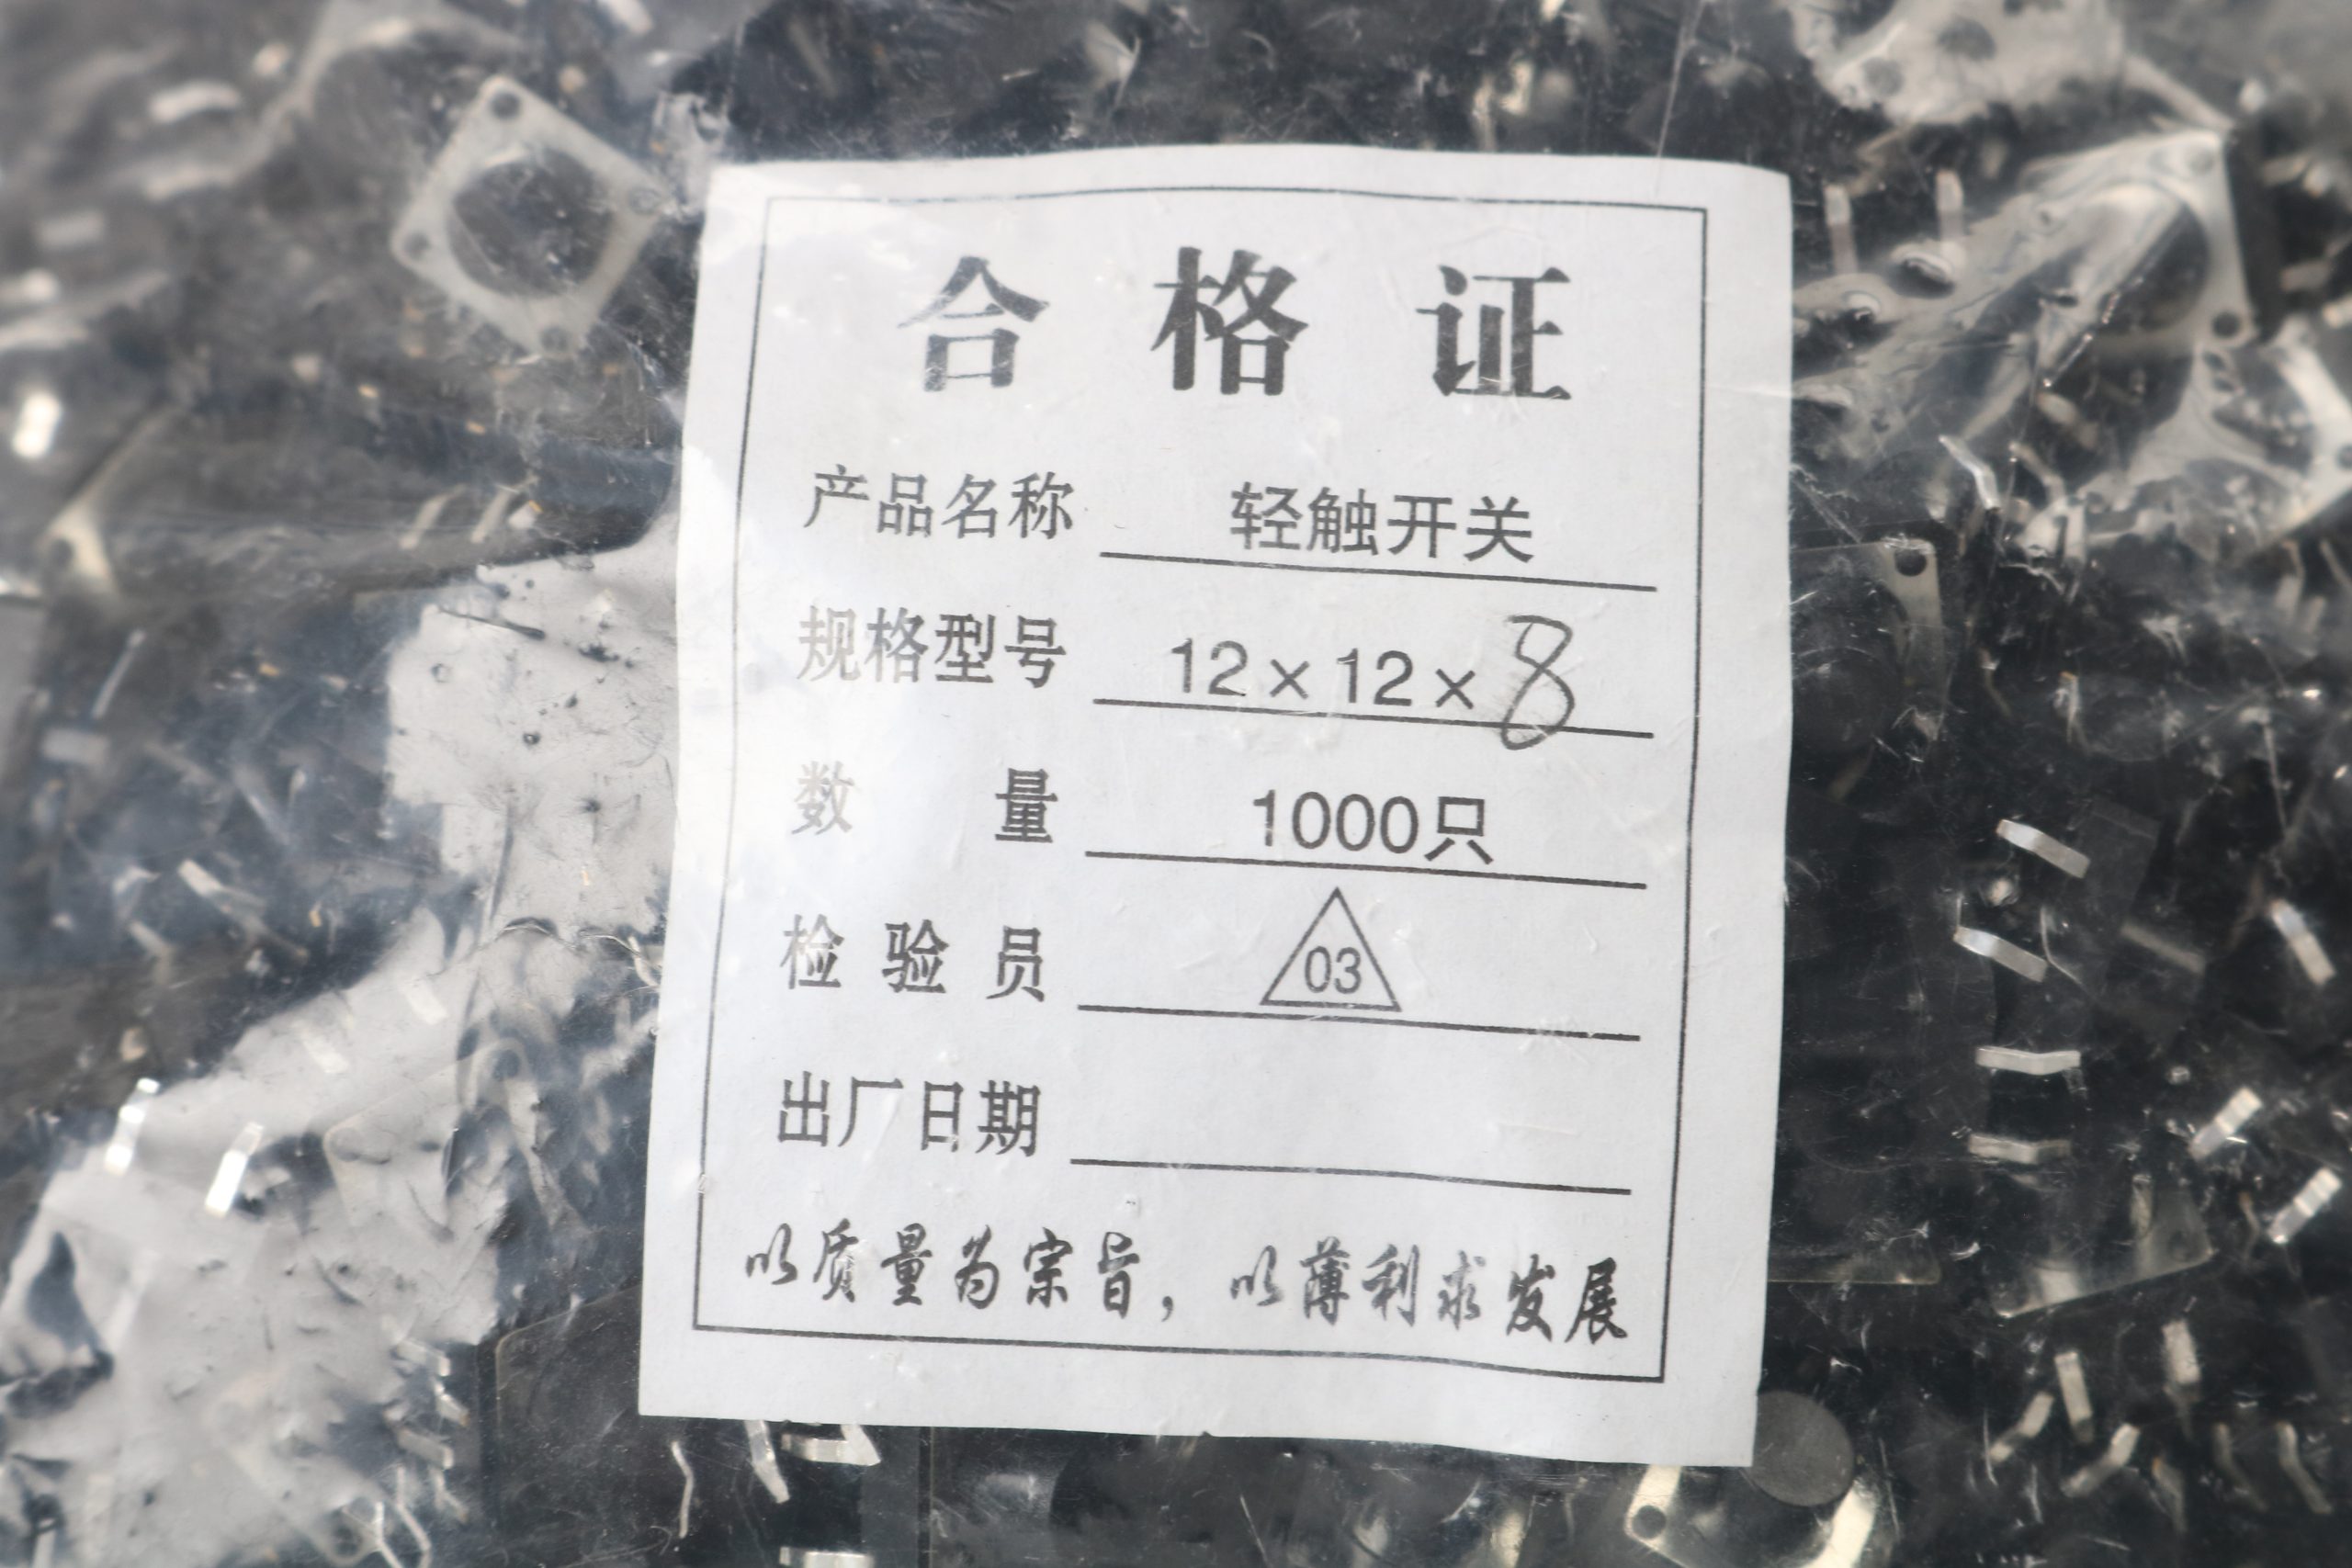 合格证
产品名称 轻触开关
规格型号 12×12×8
数量 1000只
检验员 03
出厂日期
以质量为宗旨，以薄利求发展